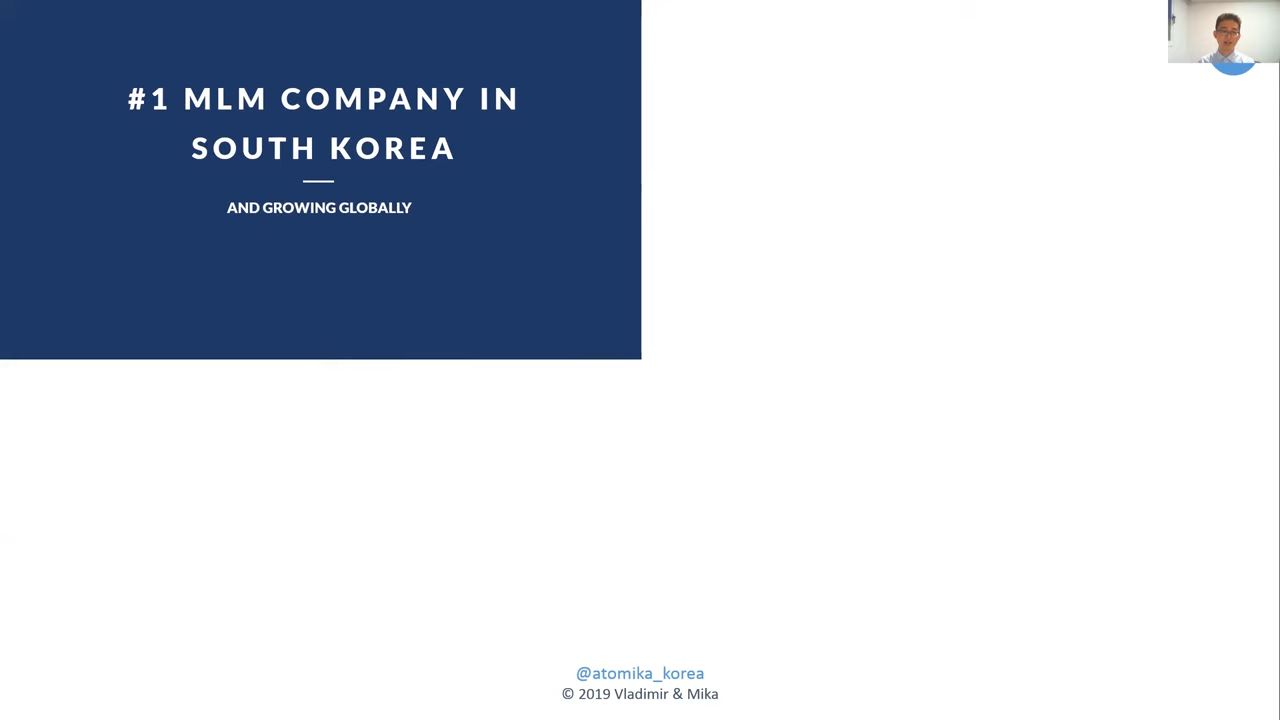 #1 MLM COMPANY IN
SOUTH KOREA
AND GROWING GLOBALLY
@atomika_korea
© 2019 Vladimir & Mika